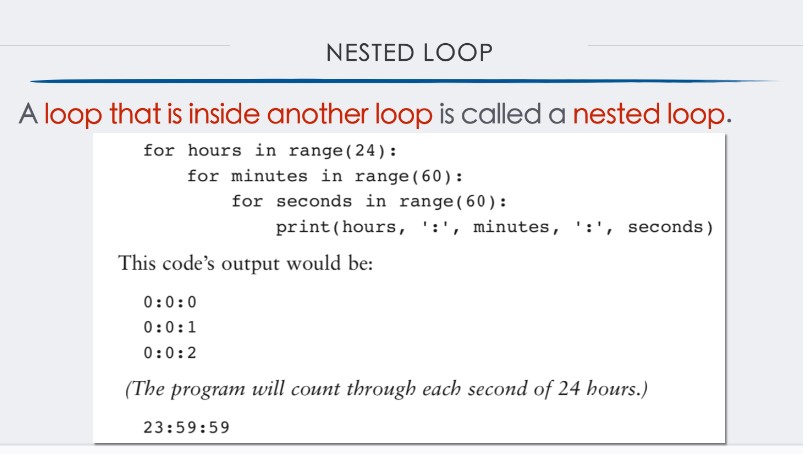 NESTED LOOP
A loop that is inside another loop is called a nested loop.
for hours in range(24):
    for minutes in range(60):
        for seconds in range(60):
            print(hours, ':', minutes, ':', seconds)
This code's output would be:
0:0:0
0:0:1
0:0:2
(The program will count through each second of 24 hours.)
23:59:59